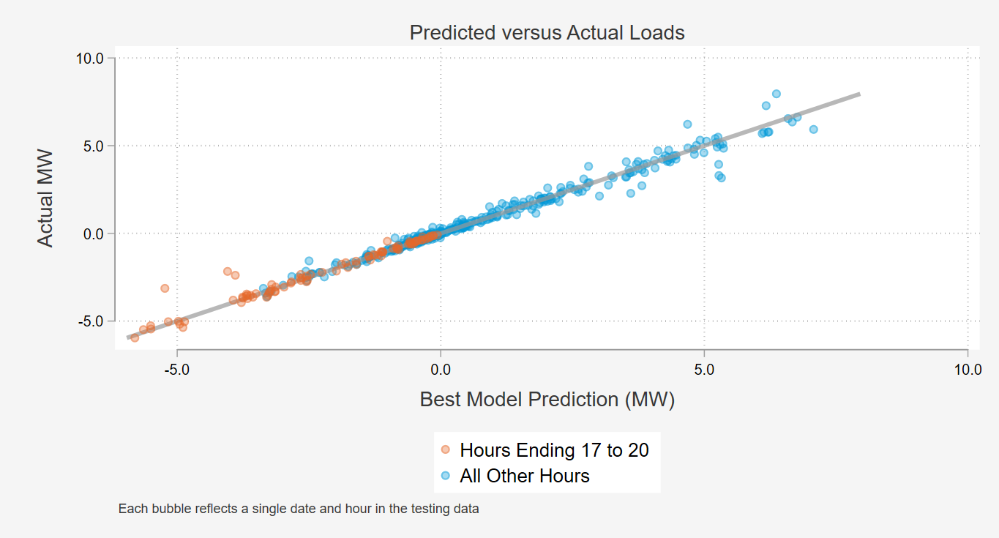 Predicted versus Actual Loads
10.0
5.0
0.0
-5.0
Actual MW
-5.0 0.0 5.0 10.0
Best Model Prediction (MW)
Hours Ending 17 to 20
All Other Hours
Each bubble reflects a single date and hour in the testing data